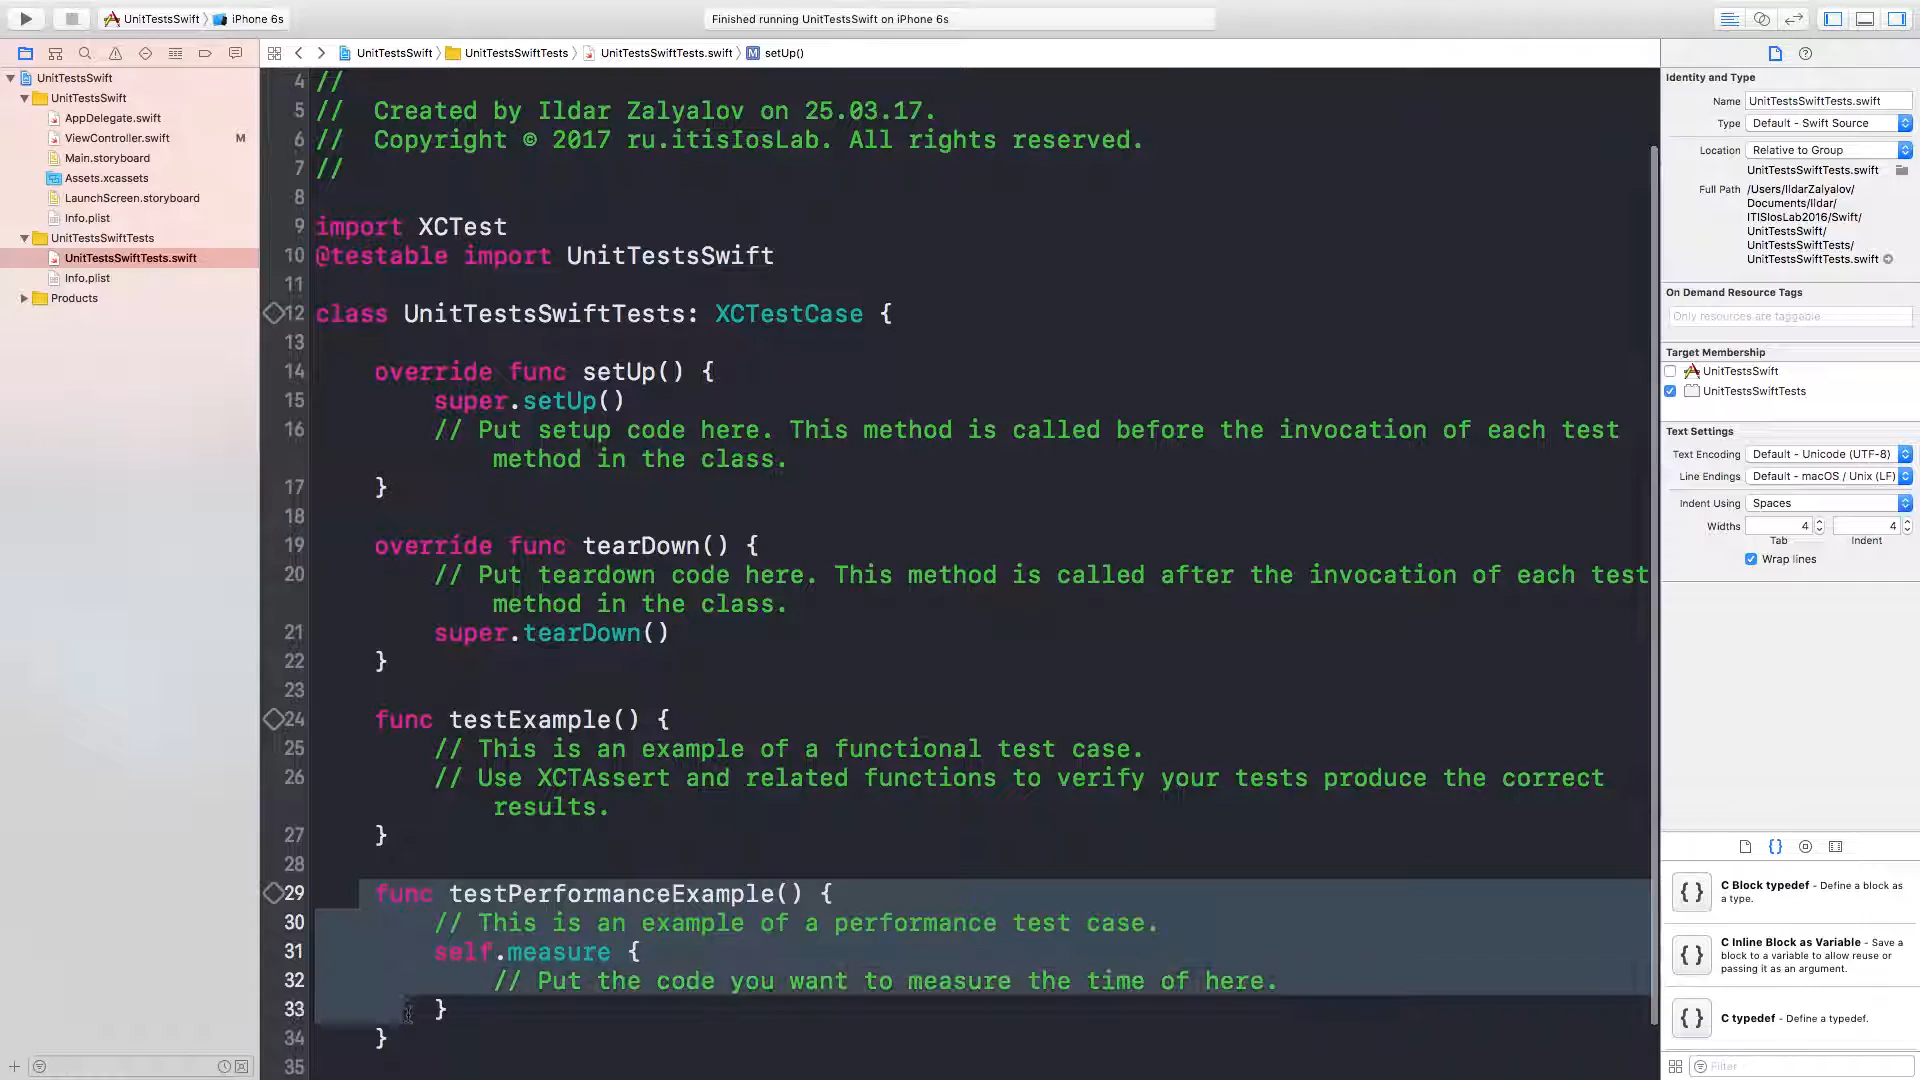 UnitTestsSwift
iPhone 6s
Finished running UnitTestsSwift on iPhone 6s
UnitTestsSwift
UnitTestsSwiftTests
UnitTestsSwiftTests.swift
M
setUp()
UnitTestsSwift
UnitTestsSwift
AppDelegate.swift
ViewController.swift M
Main.storyboard
Assets.xcassets
LaunchScreen.storyboard
Info.plist
UnitTestsSwiftTests
UnitTestsSwiftTests.swift
Info.plist
Products
4 //
5 // Created by Ildar Zalyalov on 25.03.17.
6 // Copyright © 2017 ru.itisIosLab. All rights reserved.
7 //
8
9 import XCTest
10 @testable import UnitTestsSwift
11
12 class UnitTestsSwiftTests: XCTestCase {
13
14 override func setUp() {
15 super.setUp()
16 // Put setup code here. This method is called before the invocation of each test
method in the class.
17 }
18
19 override func tearDown() {
20 // Put teardown code here. This method is called after the invocation of each test
method in the class.
21 super.tearDown()
22 }
23
24 func testExample() {
25 // This is an example of a functional test case.
26 // Use XCTAssert and related functions to verify your tests produce the correct
results.
27 }
28
29 func testPerformanceExample() {
30 // This is an example of a performance test case.
31 self.measure {
32 // Put the code you want to measure the time of here.
33 }
34 }
35
Identity and Type
Name UnitTestsSwiftTests.swift
Type Default - Swift Source
Location Relative to Group
UnitTestsSwiftTests.swift
Full Path /Users/IldarZalyalov/
Documents/Ildar/
ITISIosLab2016/Swift/
UnitTestsSwift/
UnitTestsSwiftTests/
UnitTestsSwiftTests.swift
On Demand Resource Tags
Only resources are taggable
Target Membership
UnitTestsSwift
UnitTestsSwiftTests
Text Settings
Text Encoding Default - Unicode (UTF-8)
Line Endings Default - macOS / Unix (LF)
Indent Using Spaces
Widths 4 4
Tab Indent
Wrap lines
{} C Block typedef - Define a block as
a type.
{} C Inline Block as Variable - Save a
block to a variable to allow reuse or
passing it as an argument.
{} C typedef - Define a typedef.
Filter